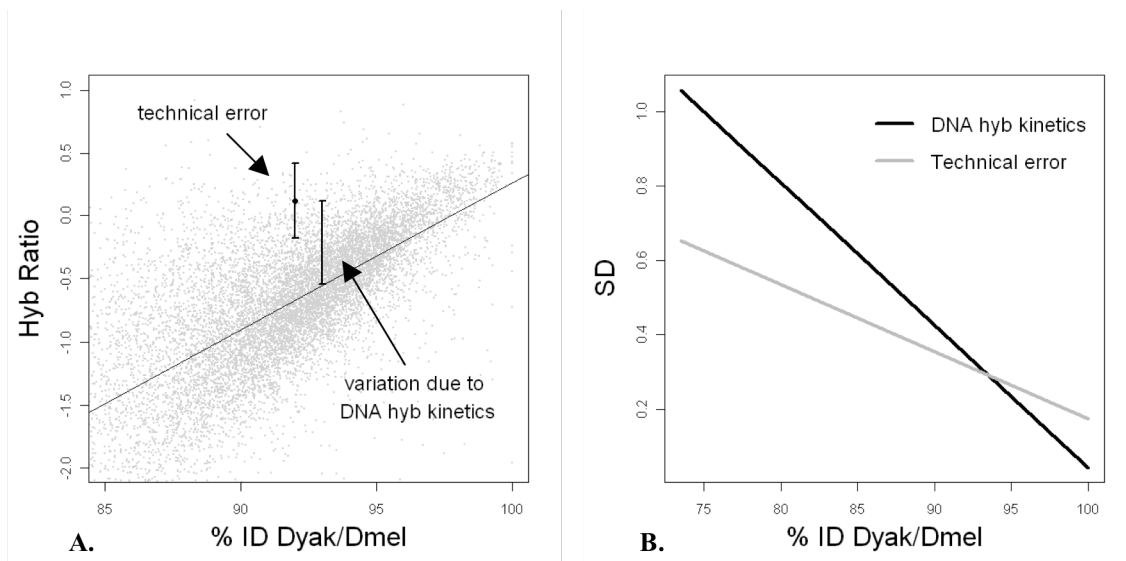 technical error
variation due to
DNA hyb kinetics
Hyb Ratio
1.0
0.5
0.0
-0.5
-1.0
-1.5
-2.0
85
90
95
100
% ID Dyak/Dmel
A.
DNA hyb kinetics
Technical error
SD
1.0
0.8
0.6
0.4
0.2
75
80
85
90
95
100
% ID Dyak/Dmel
B.